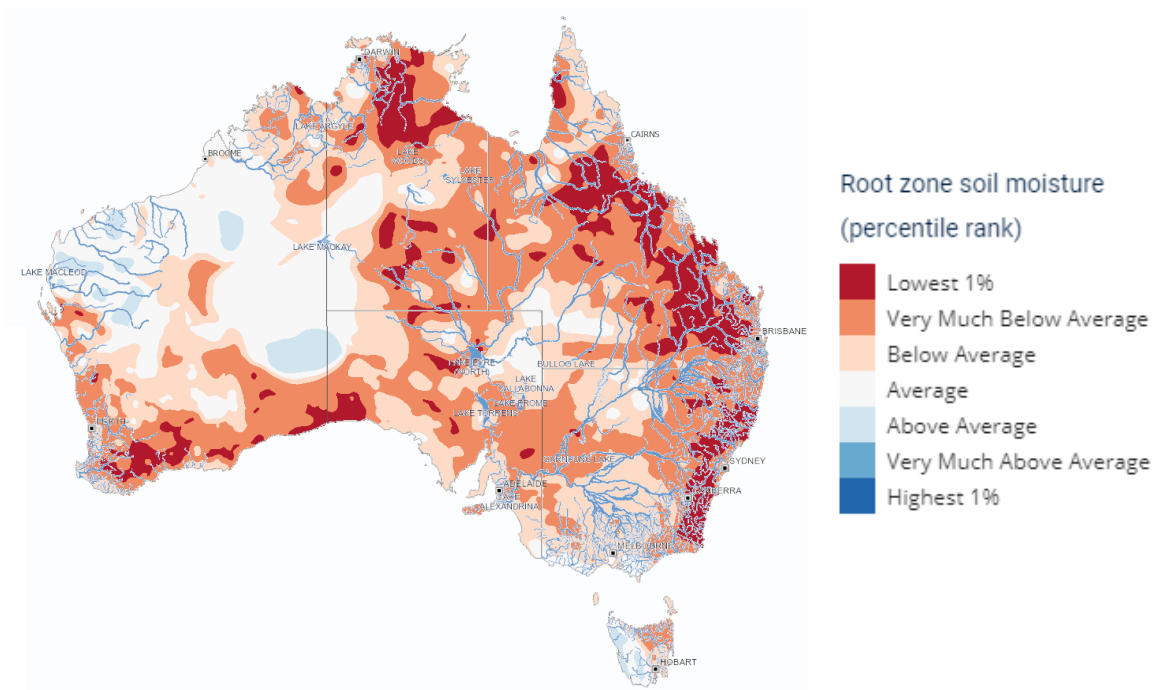 DARWIN
LAKE ARGYLE
CAIRNS
BROOME
LAKE
WOODS
LAKE
SYLVESTER
LAKE MACKAY
LAKE MACLEOD
BRISBANE
LAKE EYRE
(NORTH)
BULLOO LAKE
LAKE
CALLABONNA
LAKE FROME
LAKE TORRENS
PERTH
SYDNEY
LAKE
ADELAIDE
CANBERRA
LAKE
ALEXANDRINA
MELBOURNE
HOBART
Root zone soil moisture
(percentile rank)
Lowest 1%
Very Much Below Average
Below Average
Average
Above Average
Very Much Above Average
Highest 1%